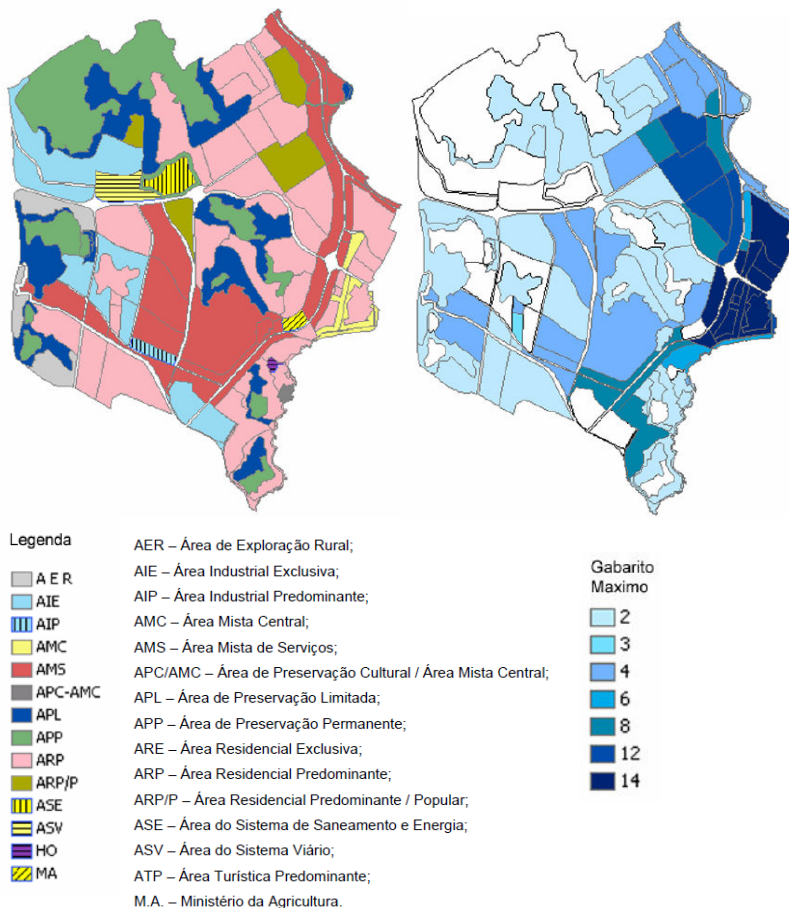 Legenda
A E R
AIE
AIP
AMC
AMS
APC-AMC
APL
APP
ARP
ARP/P
ASE
ASV
HO
MA
AER – Área de Exploração Rural;
AIE – Área Industrial Exclusiva;
AIP – Área Industrial Predominante;
AMC – Área Mista Central;
AMS – Área Mista de Serviços;
APC/AMC – Área de Preservação Cultural / Área Mista Central;
APL – Área de Preservação Limitada;
APP – Área de Preservação Permanente;
ARE – Área Residencial Exclusiva;
ARP – Área Residencial Predominante;
ARP/P – Área Residencial Predominante / Popular;
ASE – Área do Sistema de Saneamento e Energia;
ASV – Área do Sistema Viário;
ATP – Área Turística Predominante;
M.A. – Ministério da Agricultura.
Gabarito
Maximo
2
3
4
6
8
12
14